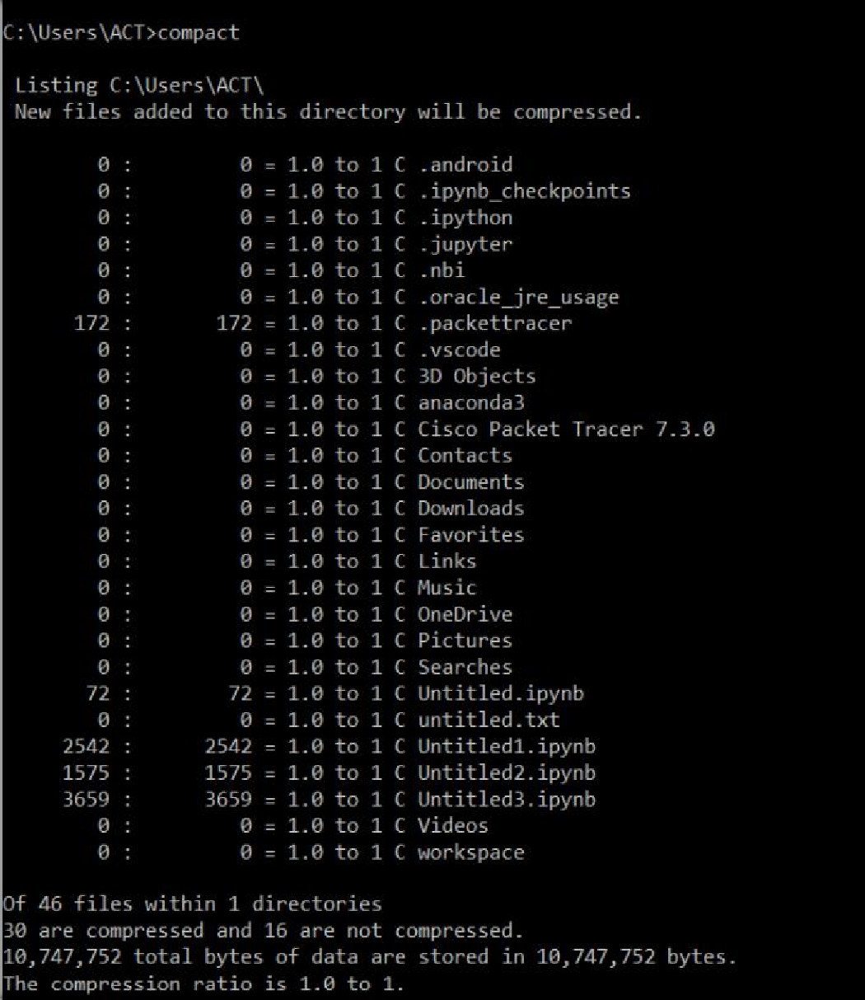 C:\Users\ACT>compact
Listing C:\Users\ACT\
New files added to this directory will be compressed.
0 : 0 = 1.0 to 1 C .android
0 : 0 = 1.0 to 1 C .ipynb_checkpoints
0 : 0 = 1.0 to 1 C .ipython
0 : 0 = 1.0 to 1 C .jupyter
0 : 0 = 1.0 to 1 C .nbi
0 : 0 = 1.0 to 1 C .oracle_jre_usage
172 : 172 = 1.0 to 1 C .packettracer
0 : 0 = 1.0 to 1 C .vscode
0 : 0 = 1.0 to 1 C 3D Objects
0 : 0 = 1.0 to 1 C anaconda3
0 : 0 = 1.0 to 1 C Cisco Packet Tracer 7.3.0
0 : 0 = 1.0 to 1 C Contacts
0 : 0 = 1.0 to 1 C Documents
0 : 0 = 1.0 to 1 C Downloads
0 : 0 = 1.0 to 1 C Favorites
0 : 0 = 1.0 to 1 C Links
0 : 0 = 1.0 to 1 C Music
0 : 0 = 1.0 to 1 C OneDrive
0 : 0 = 1.0 to 1 C Pictures
0 : 0 = 1.0 to 1 C Searches
72 : 72 = 1.0 to 1 C Untitled.ipynb
0 : 0 = 1.0 to 1 C untitled.txt
2542 : 2542 = 1.0 to 1 C Untitled1.ipynb
1575 : 1575 = 1.0 to 1 C Untitled2.ipynb
3659 : 3659 = 1.0 to 1 C Untitled3.ipynb
0 : 0 = 1.0 to 1 C Videos
0 : 0 = 1.0 to 1 C workspace
Of 46 files within 1 directories
30 are compressed and 16 are not compressed.
10,747,752 total bytes of data are stored in 10,747,752 bytes.
The compression ratio is 1.0 to 1.